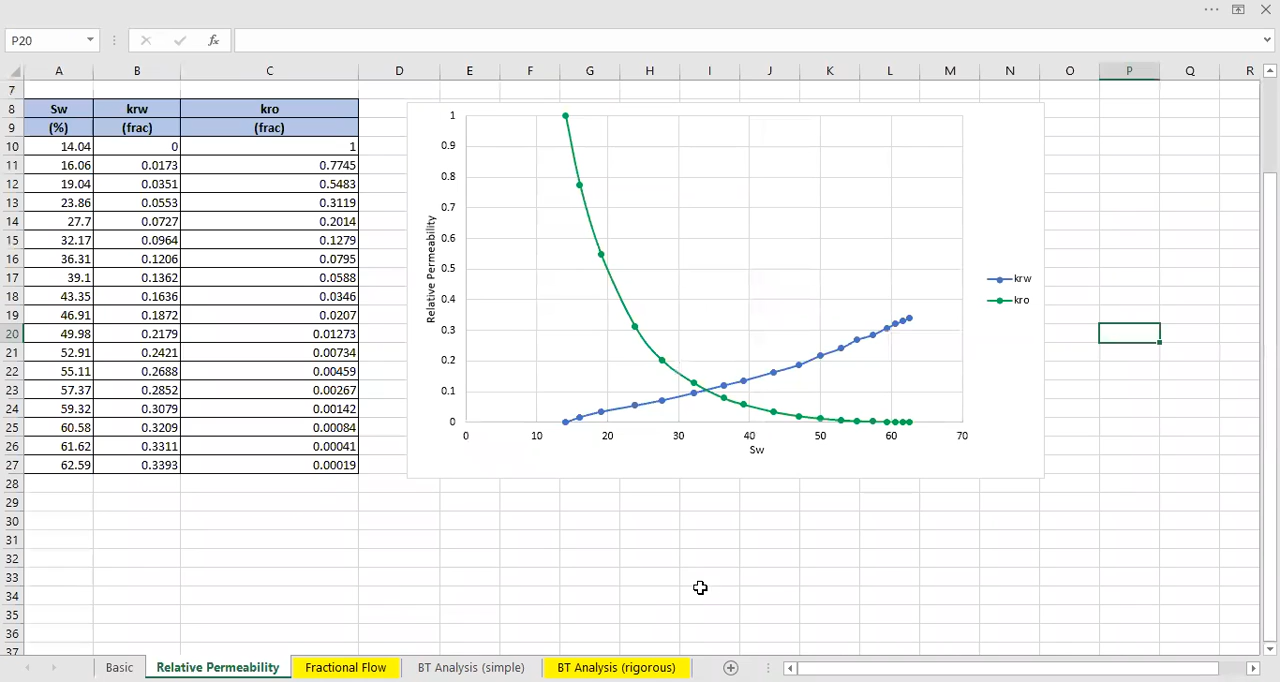 P20
fx
A B C D E F G H I J K L M N O P Q R
7
8 Sw krw kro
9 (%) (frac) (frac)
10 14.04 0 1
11 16.06 0.0173 0.7745
12 19.04 0.0351 0.5483
13 23.86 0.0553 0.3119
14 27.7 0.0727 0.2014
15 32.17 0.0964 0.1279
16 36.31 0.1206 0.0795
17 39.1 0.1362 0.0588
18 43.35 0.1636 0.0346
19 46.91 0.1872 0.0207
20 49.98 0.2179 0.01273
21 52.91 0.2421 0.00734
22 55.11 0.2688 0.00459
23 57.37 0.2852 0.00267
24 59.32 0.3079 0.00142
25 60.58 0.3209 0.00084
26 61.62 0.3311 0.00041
27 62.59 0.3393 0.00019
28
29
30
31
32
33
34
35
36
37
1
0.9
0.8
0.7
0.6
0.5
0.4
0.3
0.2
0.1
0
Relative Permeability
0 10 20 30 40 50 60 70
Sw
krw
kro
Basic Relative Permeability Fractional Flow BT Analysis (simple) BT Analysis (rigorous)